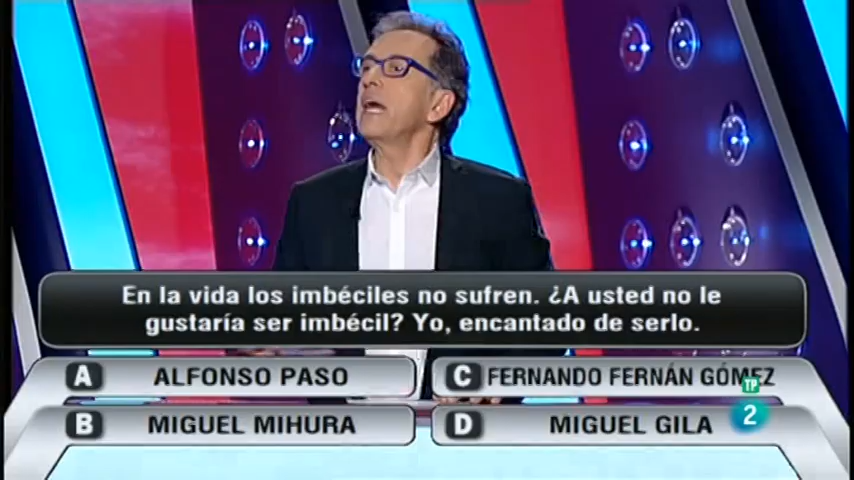 En la vida los imbéciles no sufren. ¿A usted no le
gustaría ser imbécil? Yo, encantado de serlo.
A ALFONSO PASO
C FERNANDO FERNÁN GÓMEZ
B MIGUEL MIHURA
D MIGUEL GILA
TP
2